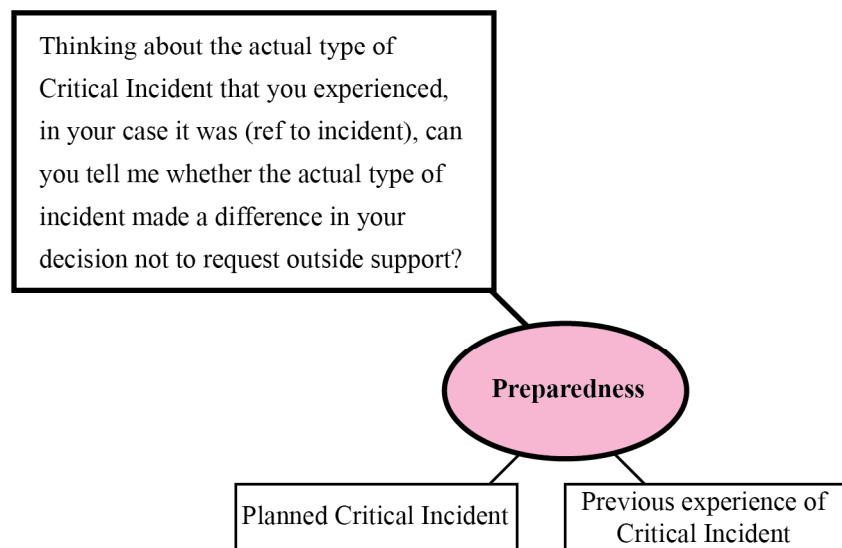 Thinking about the actual type of
Critical Incident that you experienced,
in your case it was (ref to incident), can
you tell me whether the actual type of
incident made a difference in your
decision not to request outside support?
Preparedness
Planned Critical Incident
Previous experience of
Critical Incident